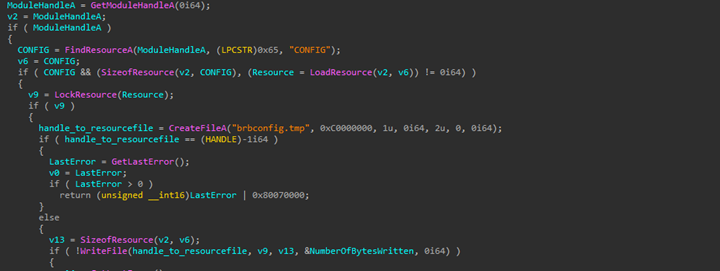 ModuleHandleA = GetModuleHandleA(0i64);
v2 = ModuleHandleA;
if ( ModuleHandleA )
{
CONFIG = FindResourceA(ModuleHandleA, (LPCSTR)0x65, "CONFIG");
v6 = CONFIG;
if ( CONFIG && (SizeofResource(v2, CONFIG), (Resource = LoadResource(v2, v6)) != 0i64) )
{
v9 = LockResource(Resource);
if ( v9 )
{
handle_to_resourcefile = CreateFileA("brbconfig.tmp", 0xC0000000, 1u, 0i64, 2u, 0, 0i64);
if ( handle_to_resourcefile == (HANDLE)-1i64 )
{
LastError = GetLastError();
v0 = LastError;
if ( LastError > 0 )
return (unsigned __int16)LastError | 0x80070000;
}
else
{
v13 = SizeofResource(v2, v6);
if ( !WriteFile(handle_to_resourcefile, v9, v13, &NumberOfBytesWritten, 0i64) )
{